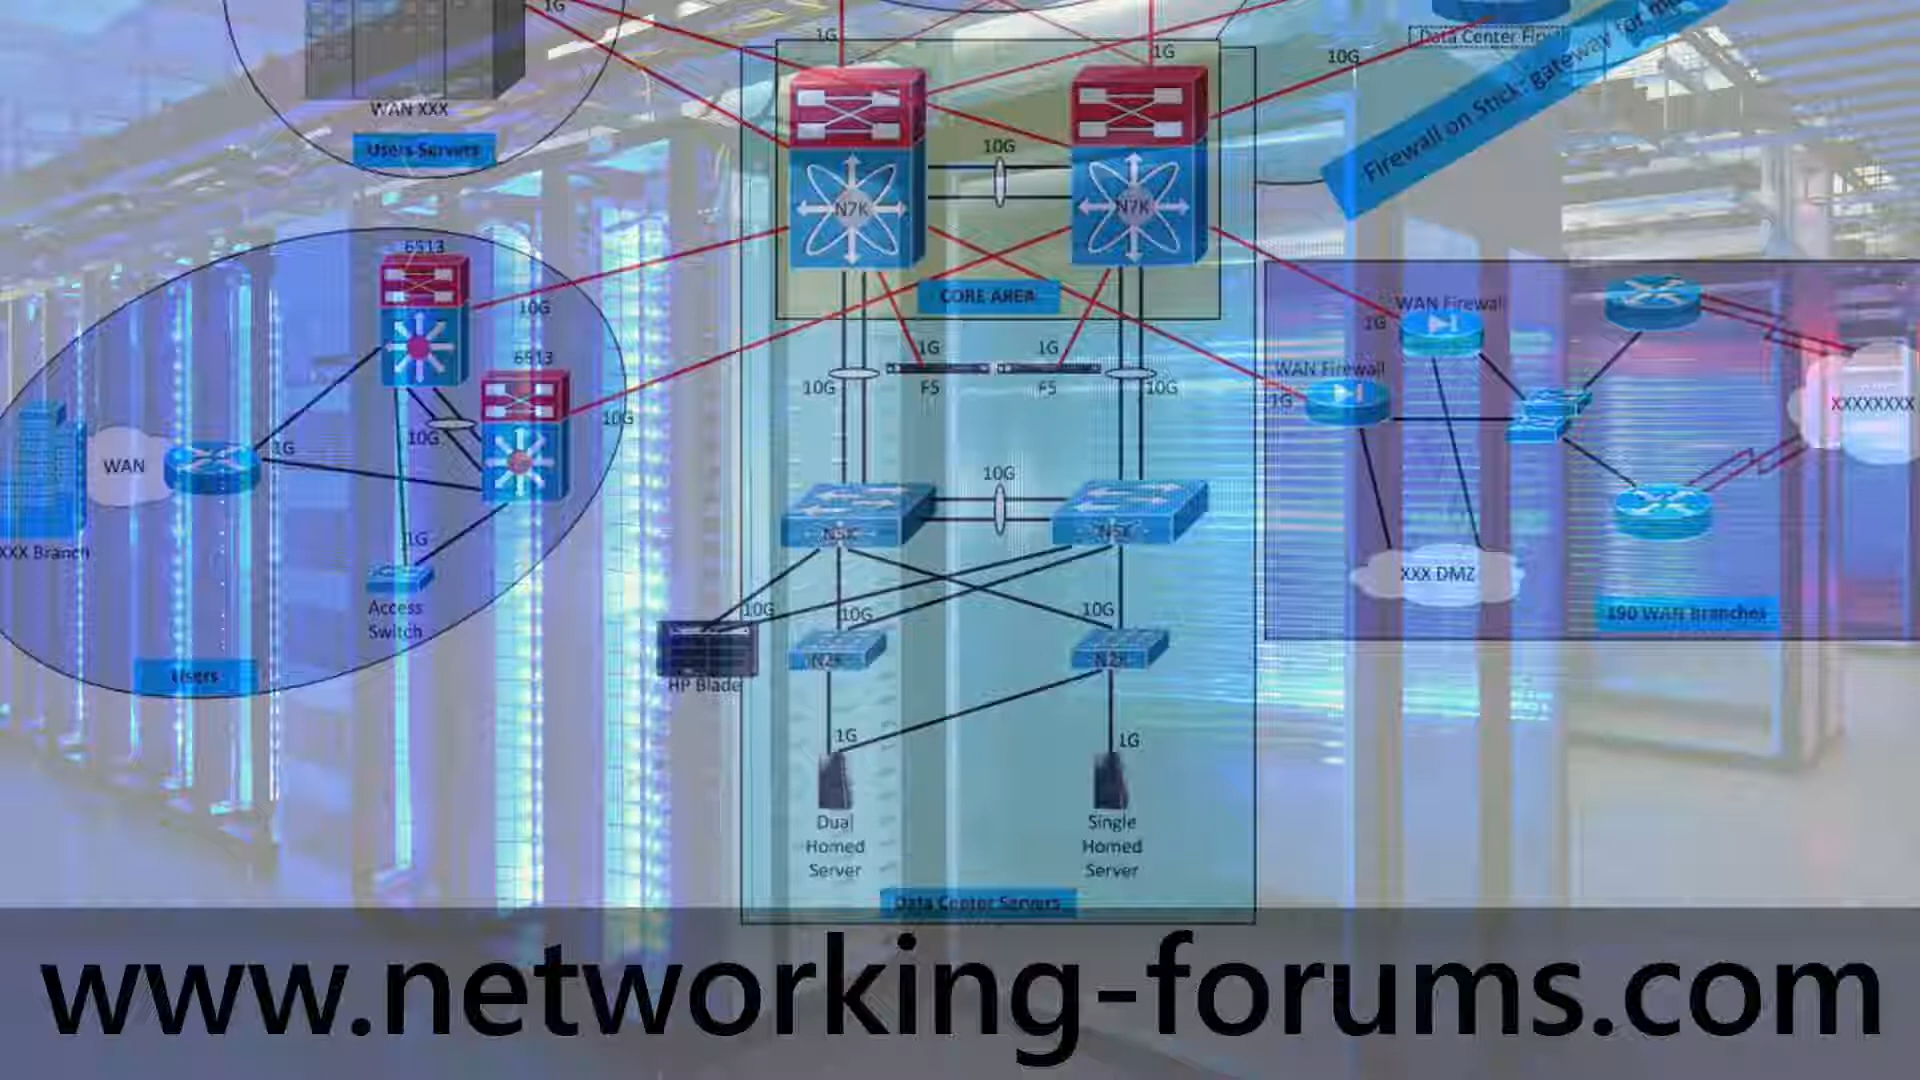 1G
WAN XXX
Users Servers
1G
1G
10G
Data Center
Firewall on Stick: gateway for
10G
N7K
N7K
CORE AREA
6513
10G
6513
10G
10G
1G
WAN
XXX Branch
1G
Access
Switch
Users
1G
1G
10G
F5
F5
10G
WAN Firewall
1G
WAN Firewall
1G
XXXXXXXX
XXX DMZ
190 WAN Branches
10G
N5K
N5K
10G
10G
10G
HP Blade
N2K
N2K
1G
1G
Dual
Homed
Server
Single
Homed
Server
Data Center Servers
www.networking-forums.com